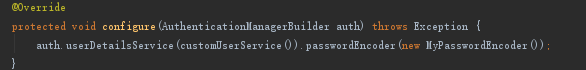 @Override
protected void configure(AuthenticationManagerBuilder auth) throws Exception {
auth.userDetailsService(customUserService()).passwordEncoder(new MyPasswordEncoder());
}